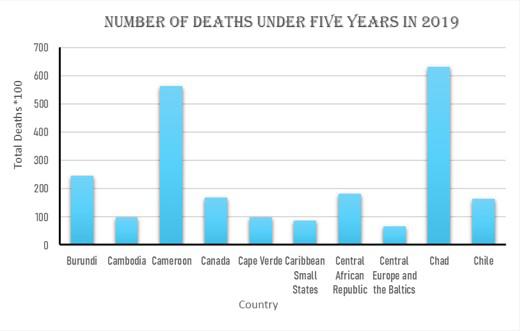 NUMBER OF DEATHS UNDER FIVE YEARS IN 2019
Total Deaths *100
700
600
500
400
300
200
100
0
Burundi
Cambodia
Cameroon
Canada
Cape Verde
Caribbean
Small
States
Central
African
Republic
Central
Europe and
the Baltics
Chad
Chile
Country